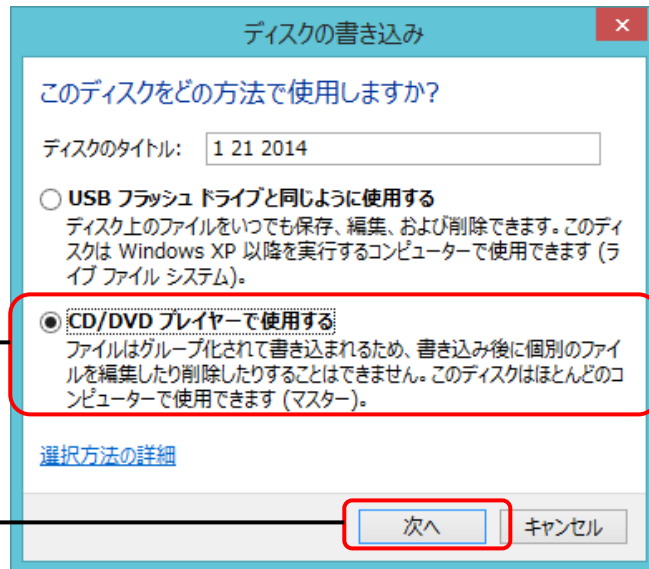 ディスクの書き込み
このディスクをどの方法で使用しますか?
ディスクのタイトル: 1 21 2014
USB フラッシュ ドライブと同じように使用する
ディスク上のファイルをいつでも保存、編集、および削除できます。このディ
スクは Windows XP 以降を実行するコンピューターで使用できます (ラ
イブ ファイル システム)。
CD/DVD プレイヤーで使用する
ファイルはグループ化されて書き込まれるため、書き込み後に個別のファイ
ルを編集したり削除したりすることはできません。このディスクはほとんどのコ
ンピューターで使用できます (マスター)。
選択方法の詳細
次へ キャンセル